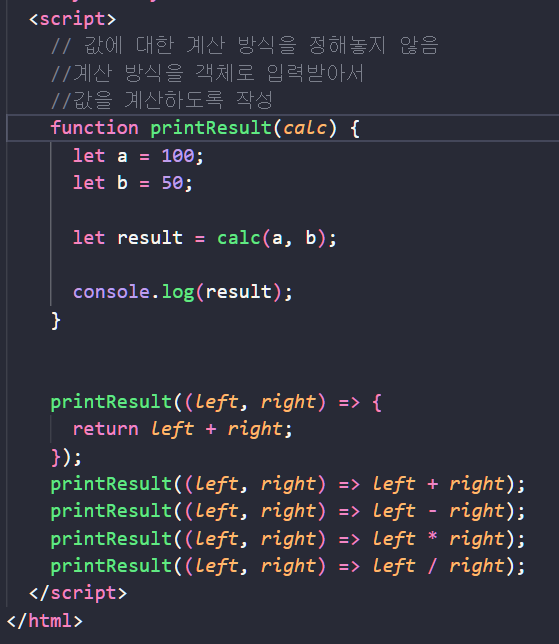 <script>
// 값에 대한 계산 방식을 정해놓지 않음
//계산 방식을 객체로 입력받아서
//값을 계산하도록 작성
function printResult(calc) {
let a = 100;
let b = 50;
let result = calc(a, b);
console.log(result);
}
printResult((left, right) => {
return left + right;
});
printResult((left, right) => left + right);
printResult((left, right) => left - right);
printResult((left, right) => left * right);
printResult((left, right) => left / right);
</script>
</html>